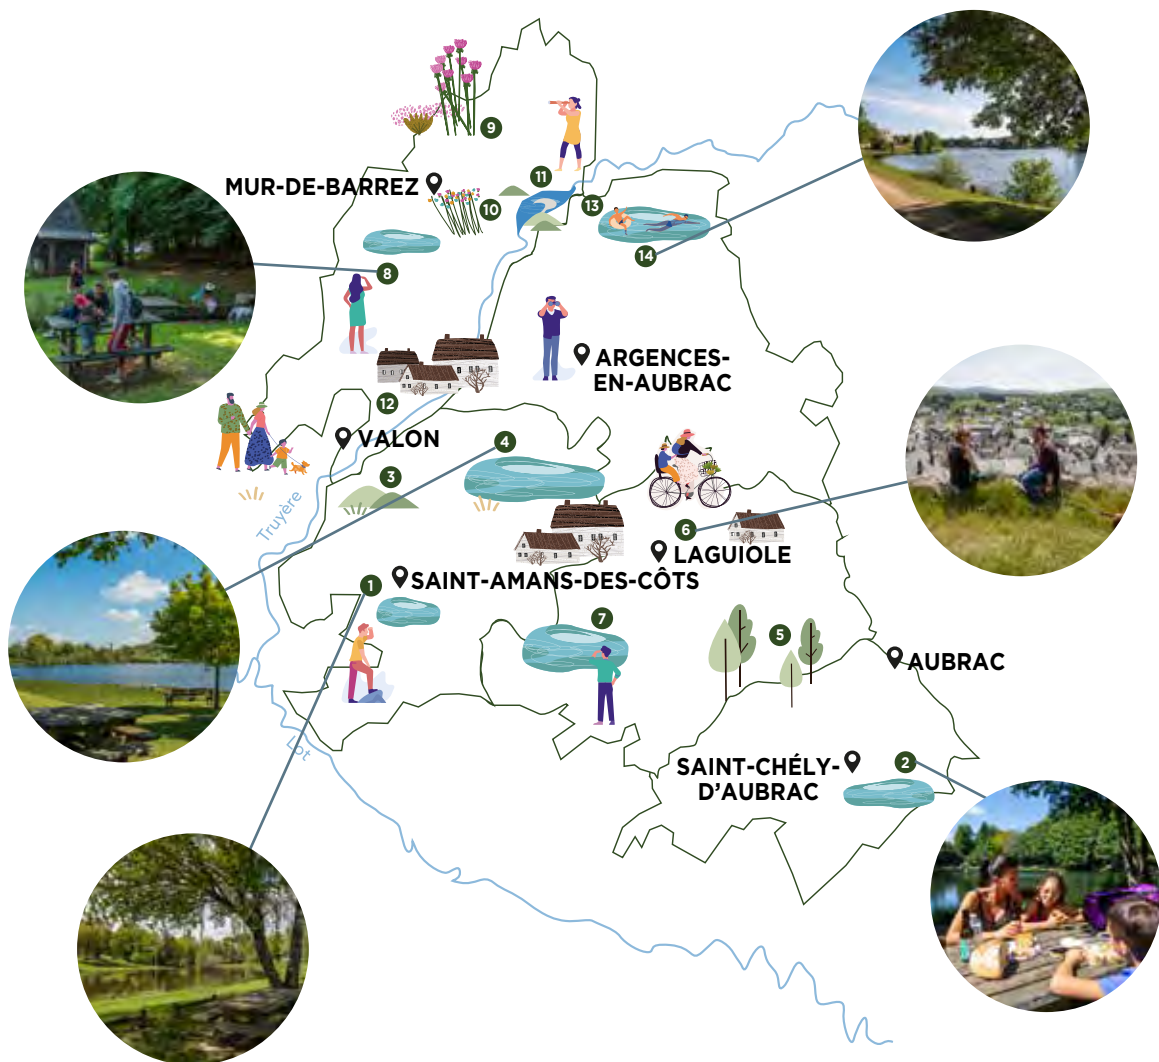 9
11
MUR-DE-BARREZ
10
13
14
8
ARGENCES-
EN-AUBRAC
12
VALON
4
3
Truyère
6
LAGUIOLE
1
SAINT-AMANS-DES-CÔTS
7
5
AUBRAC
Lot
SAINT-CHÉLY-
D’AUBRAC
2